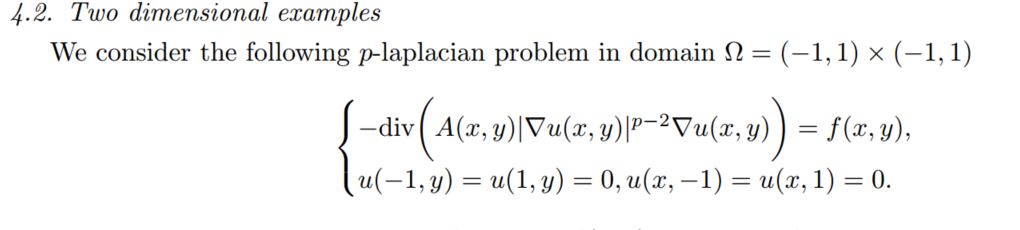 4.2. Two dimensional examples
We consider the following p-laplacian problem in domain Ω = (−1, 1) × (−1, 1)
−div(A(x, y)|∇u(x, y)|^{p−2}∇u(x, y)) = f(x, y),
u(−1, y) = u(1, y) = 0, u(x, −1) = u(x, 1) = 0.